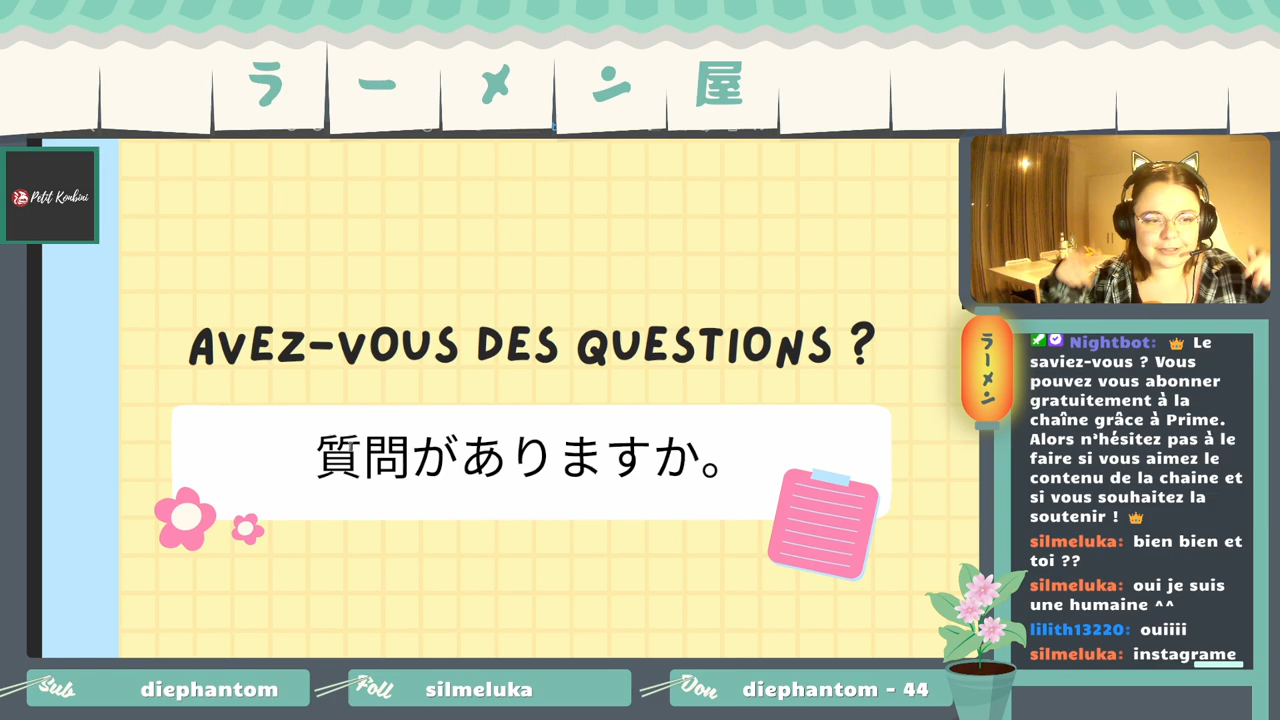 ラーメン屋
Petit Konbini
AVEZ-VOUS DES QUESTIONS ?
質問がありますか。
ラーメン
Nightbot: 👑 Le
saviez-vous ? Vous
pouvez vous abonner
gratuitement à la
chaîne grâce à Prime.
Alors n'hésitez pas à le
faire si vous aimez le
contenu de la chaine et
si vous souhaitez la
soutenir ! 👑
silmeluka: bien bien et
toi ??
silmeluka: oui je suis
une humaine ^^
lilith13220: ouiiii
silmeluka: instagrame
Sub diephantom
Foll silmeluka
Don diephantom - 44